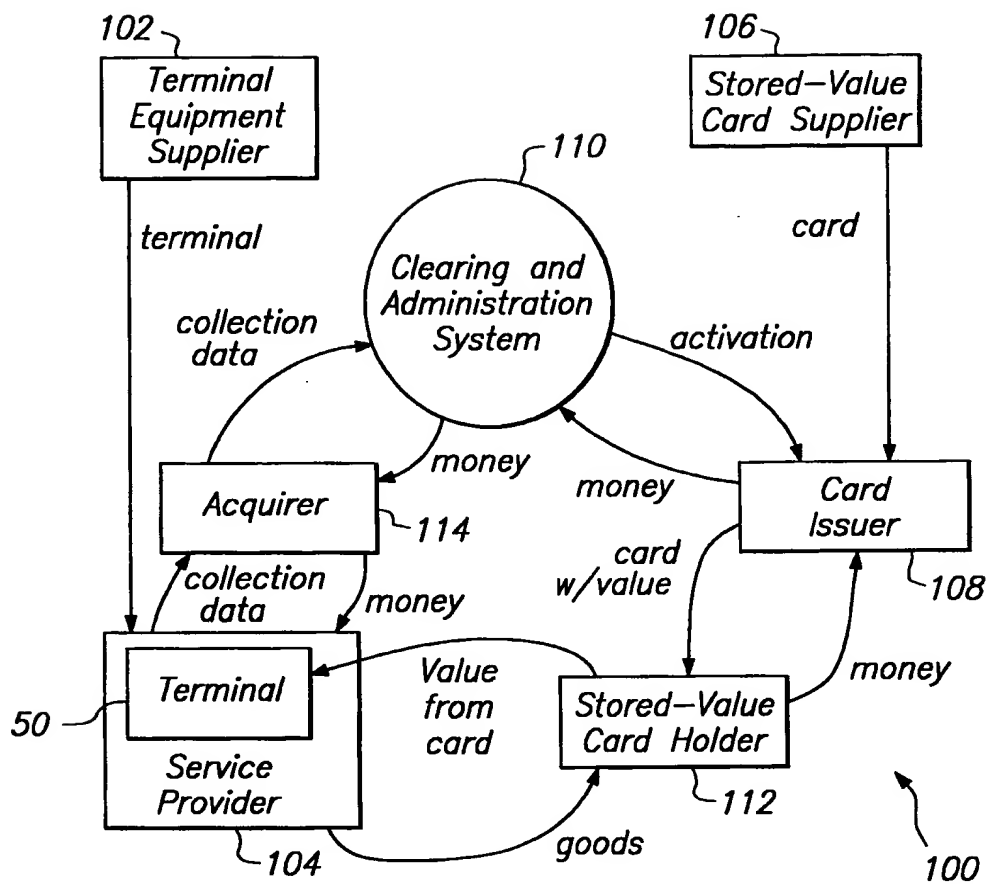 102
Terminal
Equipment
Supplier
106
Stored-Value
Card Supplier
110
terminal
card
Clearing and
Administration
System
collection
data
activation
money
money
Acquirer
114
Card
Issuer
108
collection
data
money
card
w/value
money
50
Terminal
Service
Provider
104
Value
from
card
Stored-Value
Card Holder
112
goods
100